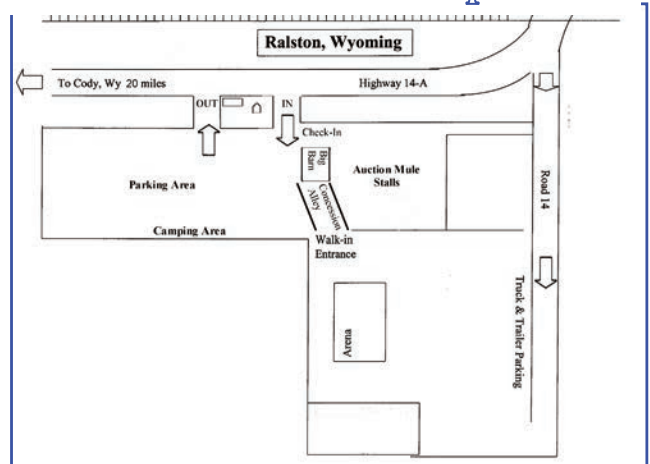 Ralston, Wyoming
To Cody, Wy 20 miles
Highway 14-A
OUT
IN
Check-In
Big
Barn
Auction Mule
Stalls
Road 14
Parking Area
Concession
Alley
Camping Area
Walk-in
Entrance
Truck & Trailer Parking
Arena